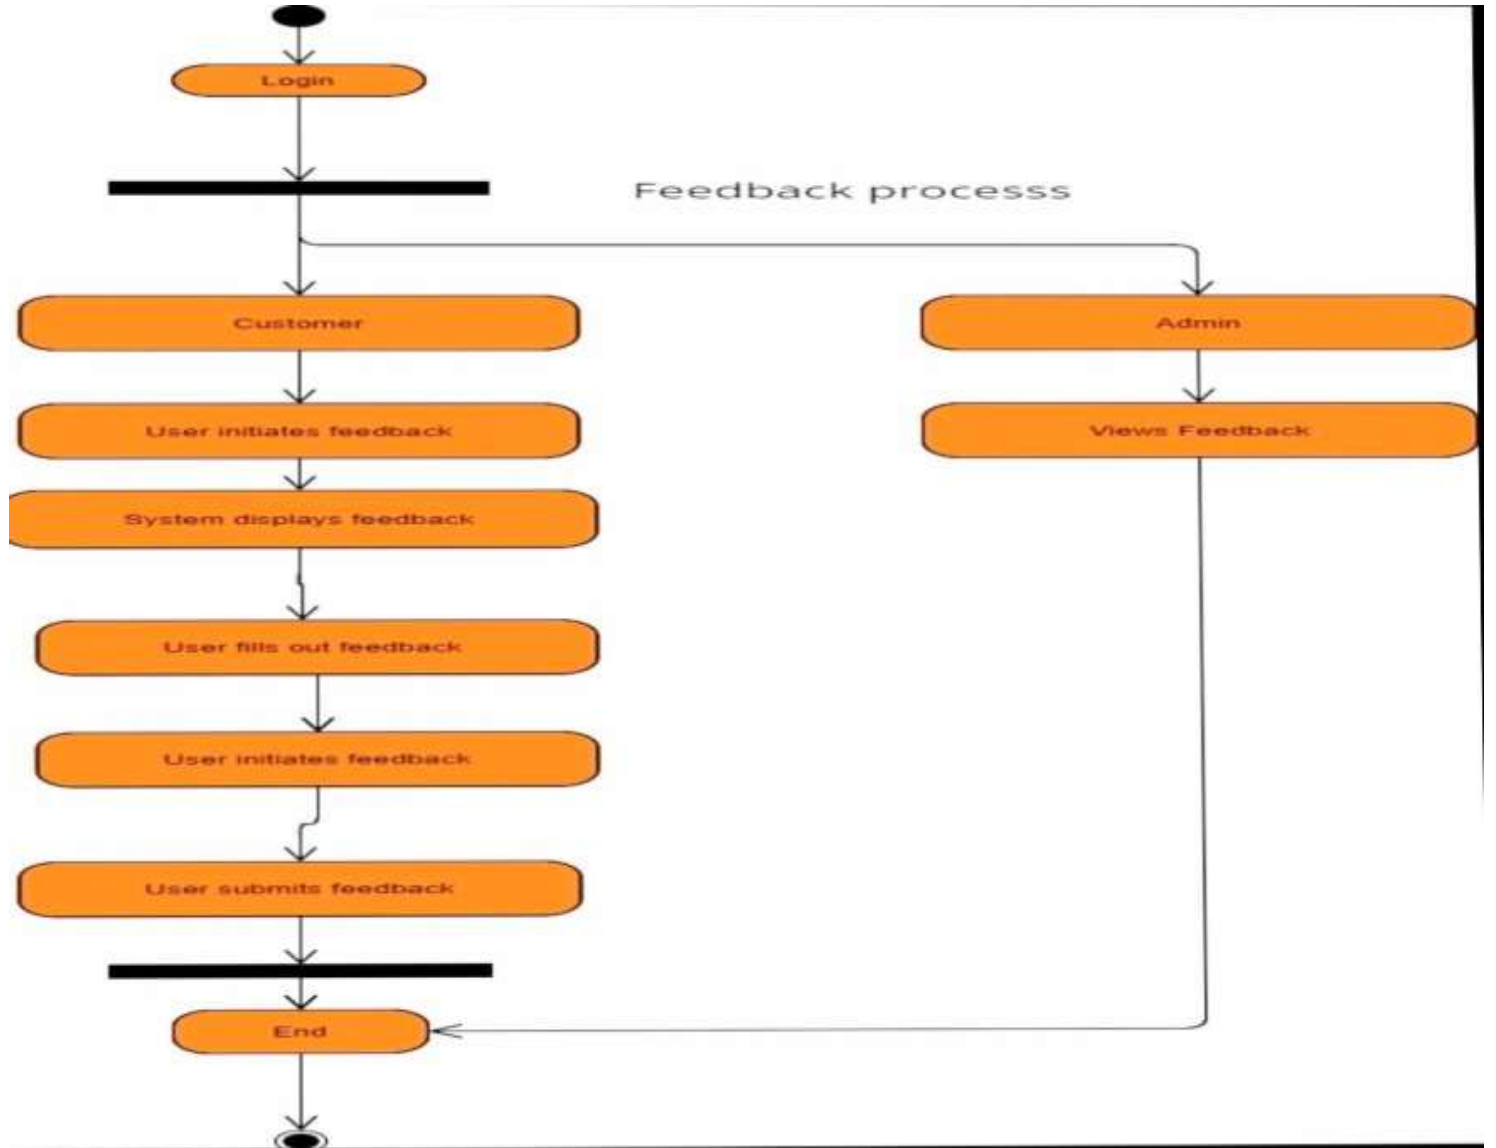 Login
Feedback processs
Customer
Admin
User initiates feedback
Views Feedback
System displays feedback
User fills out feedback
User initiates feedback
User submits feedback
End